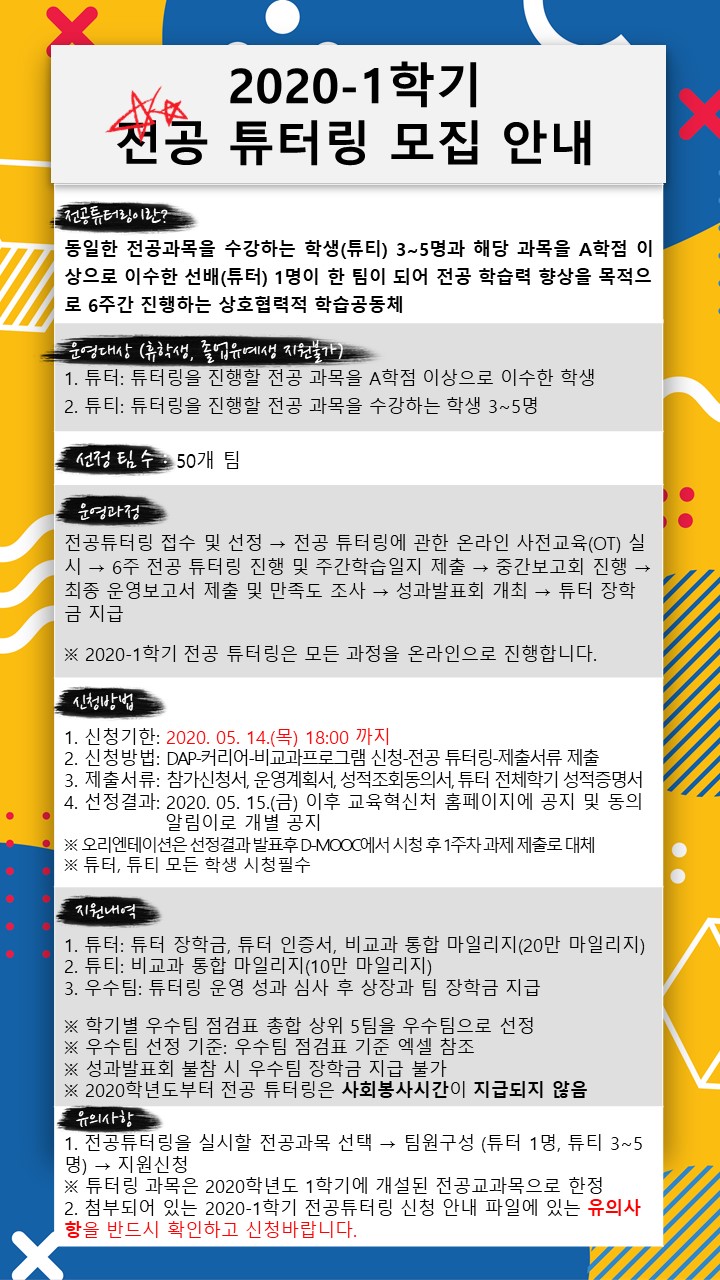 2020-1학기
전공 튜터링 모집 안내
전공튜터링이란?
동일한 전공과목을 수강하는 학생(튜티) 3~5명과 해당 과목을 A학점 이
상으로 이수한 선배(튜터) 1명이 한 팀이 되어 전공 학습력 향상을 목적으
로 6주간 진행하는 상호협력적 학습공동체
운영대상 (휴학생, 졸업유예생 지원불가)
1. 튜터: 튜터링을 진행할 전공 과목을 A학점 이상으로 이수한 학생
2. 튜티: 튜터링을 진행할 전공 과목을 수강하는 학생 3~5명
선정 팀 수 : 50개 팀
운영과정
전공튜터링 접수 및 선정 → 전공 튜터링에 관한 온라인 사전교육(OT) 실
시 → 6주 전공 튜터링 진행 및 주간학습일지 제출 → 중간보고회 진행 →
최종 운영보고서 제출 및 만족도 조사 → 성과발표회 개최 → 튜터 장학
금 지급
※ 2020-1학기 전공 튜터링은 모든 과정을 온라인으로 진행합니다.
신청방법
1. 신청기한: 2020. 05. 14.(목) 18:00 까지
2. 신청방법: DAP-커리어-비교과프로그램 신청-전공 튜터링-제출서류 제출
3. 제출서류: 참가신청서, 운영계획서, 성적조회동의서, 튜터 전체학기 성적증명서
4. 선정결과: 2020. 05. 15.(금) 이후 교육혁신처 홈페이지에 공지 및 동의
알림이로 개별 공지
※ 오리엔테이션은 선정결과 발표후 D-MOOC에서 시청 후 1주차 과제 제출로 대체
※ 튜터, 튜티 모든 학생 시청필수
지원내역
1. 튜터: 튜터 장학금, 튜터 인증서, 비교과 통합 마일리지(20만 마일리지)
2. 튜티: 비교과 통합 마일리지(10만 마일리지)
3. 우수팀: 튜터링 운영 성과 심사 후 상장과 팀 장학금 지급
※ 학기별 우수팀 점검표 총합 상위 5팀을 우수팀으로 선정
※ 우수팀 선정 기준: 우수팀 점검표 기준 엑셀 참조
※ 성과발표회 불참 시 우수팀 장학금 지급 불가
※ 2020학년도부터 전공 튜터링은 사회봉사시간이 지급되지 않음
유의사항
1. 전공튜터링을 실시할 전공과목 선택 → 팀원구성 (튜터 1명, 튜티 3~5
명) → 지원신청
※ 튜터링 과목은 2020학년도 1학기에 개설된 전공교과목으로 한정
2. 첨부되어 있는 2020-1학기 전공튜터링 신청 안내 파일에 있는 유의사
항을 반드시 확인하고 신청바랍니다.